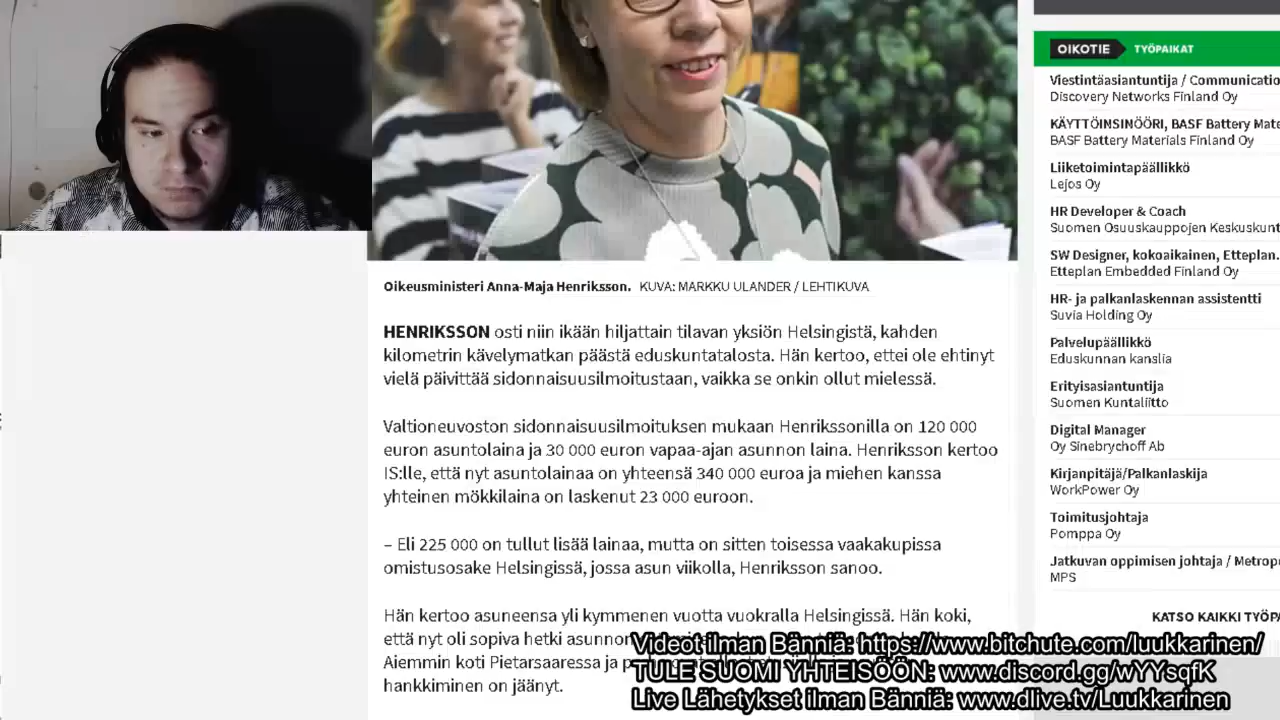 Oikeusministeri Anna-Maja Henriksson. KUVA: MARKKU ULANDER / LEHTIKUVA
HENRIKSSON osti niin ikään hiljattain tilavan yksiön Helsingistä, kahden
kilometrin kävelymatkan päästä eduskuntatalosta. Hän kertoo, ettei ole ehtinyt
vielä päivittää sidonnaisuusilmoitustaan, vaikka se onkin ollut mielessä.
Valtioneuvoston sidonnaisuusilmoituksen mukaan Henrikssonilla on 120 000
euron asuntolaina ja 30 000 euron vapaa-ajan asunnon laina. Henriksson kertoo
IS:lle, että nyt asuntolainaa on yhteensä 340 000 euroa ja miehen kanssa
yhteinen mökkilaina on laskenut 23 000 euroon.
– Eli 225 000 on tullut lisää lainaa, mutta on sitten toisessa vaakakupissa
omistusosake Helsingissä, jossa asun viikolla, Henriksson sanoo.
Hän kertoo asuneensa yli kymmenen vuotta vuokralla Helsingissä. Hän koki,
että nyt oli sopiva hetki asunnon
Aiemmin koti Pietarsaaressa ja
hankkiminen on jäänyt.
OIKOTIE TYÖPAIKAT
Viestintäasiantuntija / Communicatio
Discovery Networks Finland Oy
KÄYTTÖINSINÖÖRI, BASF Battery Mate
BASF Battery Materials Finland Oy
Liiketoimintapäällikkö
Lejos Oy
HR Developer & Coach
Suomen Osuuskauppojen Keskuskunt
SW Designer, kokoaikainen, Etteplan.
Etteplan Embedded Finland Oy
HR- ja palkanlaskennan assistentti
Suvia Holding Oy
Palvelupäällikkö
Eduskunnan kanslia
Erityisasiantuntija
Suomen Kuntaliitto
Digital Manager
Oy Sinebrychoff Ab
Kirjanpitäjä/Palkanlaskija
WorkPower Oy
Toimitusjohtaja
Pomppa Oy
Jatkuvan oppimisen johtaja / Metrop
MPS
KATSO KAIKKI TYÖP
Videot ilman Bänniä: https://www.bitchute.com/luukkarinen/
TULE SUOMI YHTEISÖÖN: www.discord.gg/wYYsqfK
Live Lähetykset ilman Bänniä: www.dlive.tv/Luukkarinen